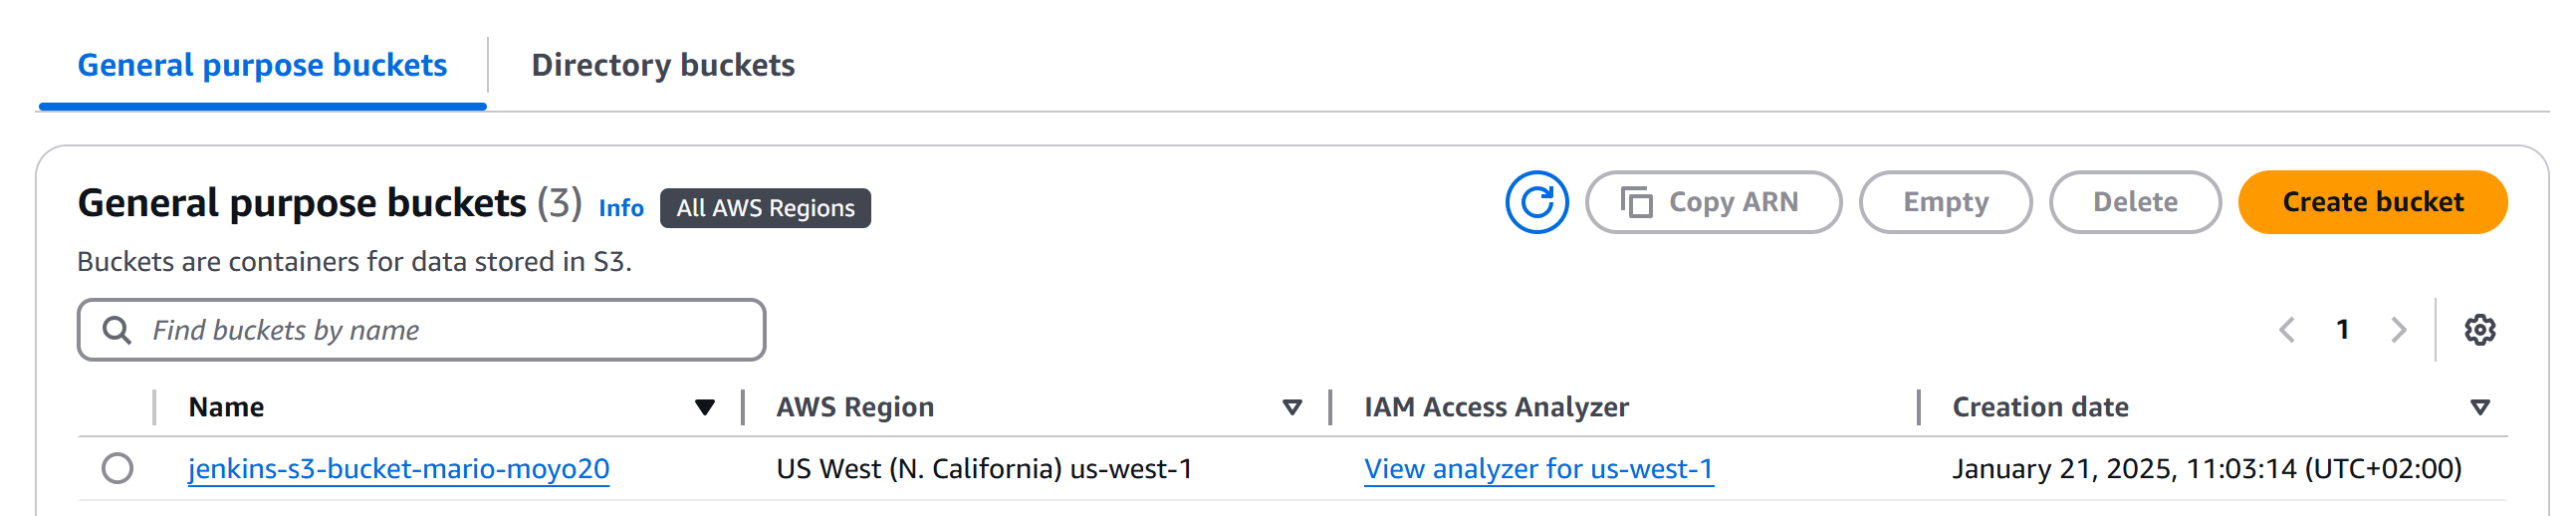 General purpose buckets Directory buckets
General purpose buckets (3) Info All AWS Regions Copy ARN Empty Delete Create bucket
Buckets are containers for data stored in S3.
Find buckets by name 1
Name AWS Region IAM Access Analyzer Creation date
jenkins-s3-bucket-mario-moyo20 US West (N. California) us-west-1 View analyzer for us-west-1 January 21, 2025, 11:03:14 (UTC+02:00)